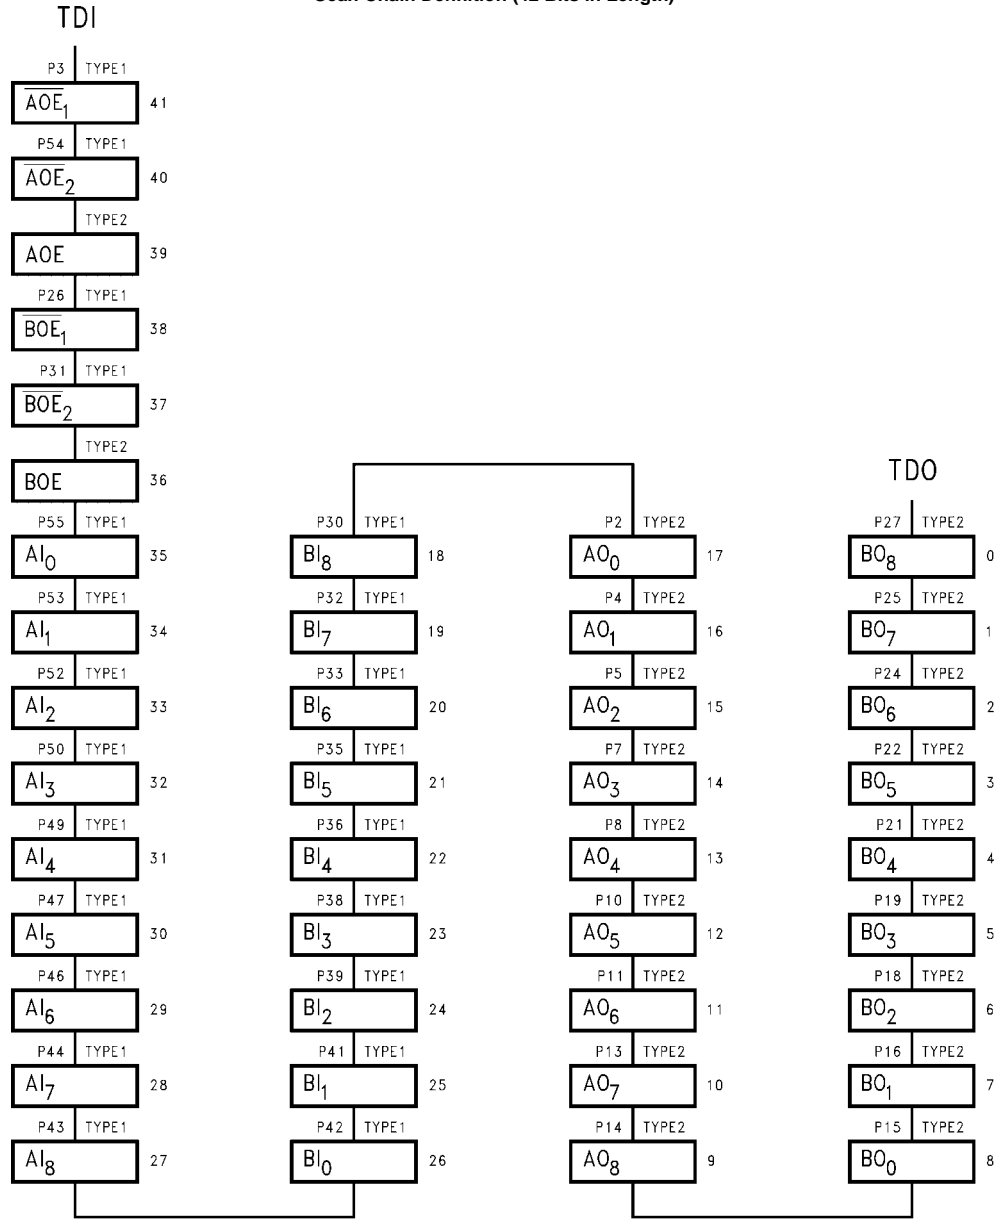 Scan Chain Definition (42 Bits in Length)
TDI
P3 TYPE1
AOE1 41
P54 TYPE1
AOE2 40
TYPE2
AOE 39
P26 TYPE1
BOE1 38
P31 TYPE1
BOE2 37
TYPE2
BOE 36
P55 TYPE1
AI0 35
P53 TYPE1
AI1 34
P52 TYPE1
AI2 33
P50 TYPE1
AI3 32
P49 TYPE1
AI4 31
P47 TYPE1
AI5 30
P46 TYPE1
AI6 29
P44 TYPE1
AI7 28
P43 TYPE1
AI8 27
P30 TYPE1
BI8 18
P32 TYPE1
BI7 19
P33 TYPE1
BI6 20
P35 TYPE1
BI5 21
P36 TYPE1
BI4 22
P38 TYPE1
BI3 23
P39 TYPE1
BI2 24
P41 TYPE1
BI1 25
P42 TYPE1
BI0 26
P2 TYPE2
AO0 17
P4 TYPE2
AO1 16
P5 TYPE2
AO2 15
P7 TYPE2
AO3 14
P8 TYPE2
AO4 13
P10 TYPE2
AO5 12
P11 TYPE2
AO6 11
P13 TYPE2
AO7 10
P14 TYPE2
AO8 9
TDO
P27 TYPE2
BO8 0
P25 TYPE2
BO7 1
P24 TYPE2
BO6 2
P22 TYPE2
BO5 3
P21 TYPE2
BO4 4
P19 TYPE2
BO3 5
P18 TYPE2
BO2 6
P16 TYPE2
BO1 7
P15 TYPE2
BO0 8